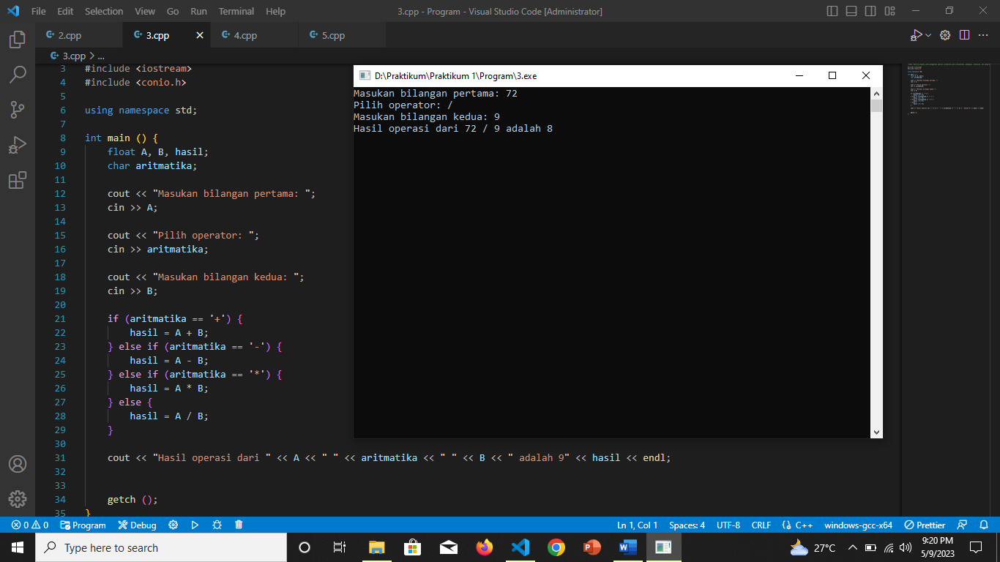 File Edit Selection View Go Run Terminal Help 3.cpp - Program - Visual Studio Code [Administrator]
2.cpp 3.cpp 4.cpp 5.cpp
3.cpp > ...
3 #include <iostream>
4 #include <conio.h>
5
6 using namespace std;
7
8 int main () {
9 float A, B, hasil;
10 char aritmatika;
11
12 cout << "Masukan bilangan pertama: ";
13 cin >> A;
14
15 cout << "Pilih operator: ";
16 cin >> aritmatika;
17
18 cout << "Masukan bilangan kedua: ";
19 cin >> B;
20
21 if (aritmatika == '+') {
22 hasil = A + B;
23 } else if (aritmatika == '-') {
24 hasil = A - B;
25 } else if (aritmatika == '*') {
26 hasil = A * B;
27 } else {
28 hasil = A / B;
29 }
30
31 cout << "Hasil operasi dari " << A << " " << aritmatika << " " << B << " adalah 9" << hasil << endl;
32
33
34 getch ();
35 }
D:\Praktikum\Praktikum 1\Program\3.exe
Masukan bilangan pertama: 72
Pilih operator: /
Masukan bilangan kedua: 9
Hasil operasi dari 72 / 9 adalah 8
0 0 Program Debug Ln 1, Col 1 Spaces: 4 UTF-8 CRLF C++ windows-gcc-x64 Prettier
Type here to search 27°C 9:20 PM
5/9/2023